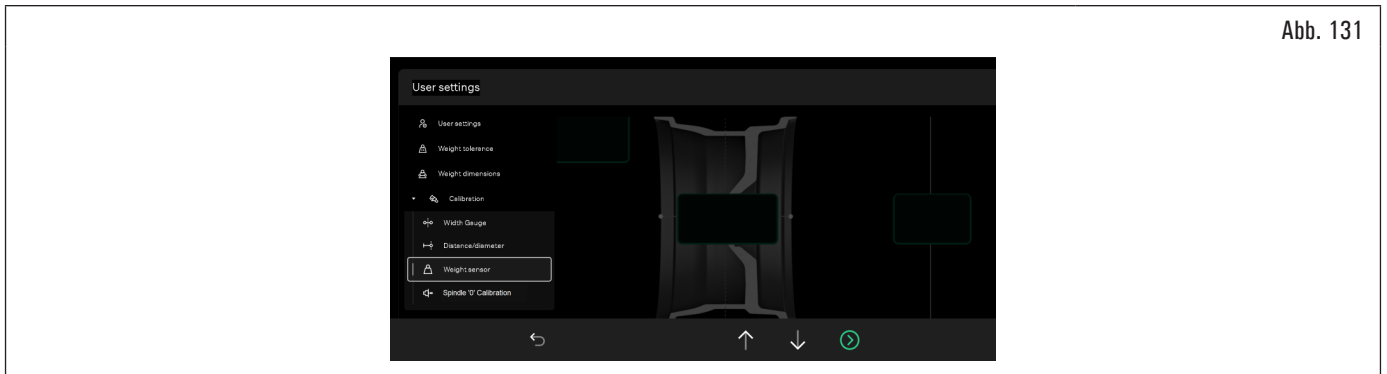 Abb. 131
User settings
User settings
Weight tolerance
Weight dimensions
Calibration
Width Gauge
Distance/diameter
Weight sensor
Spindle '0' Calibration